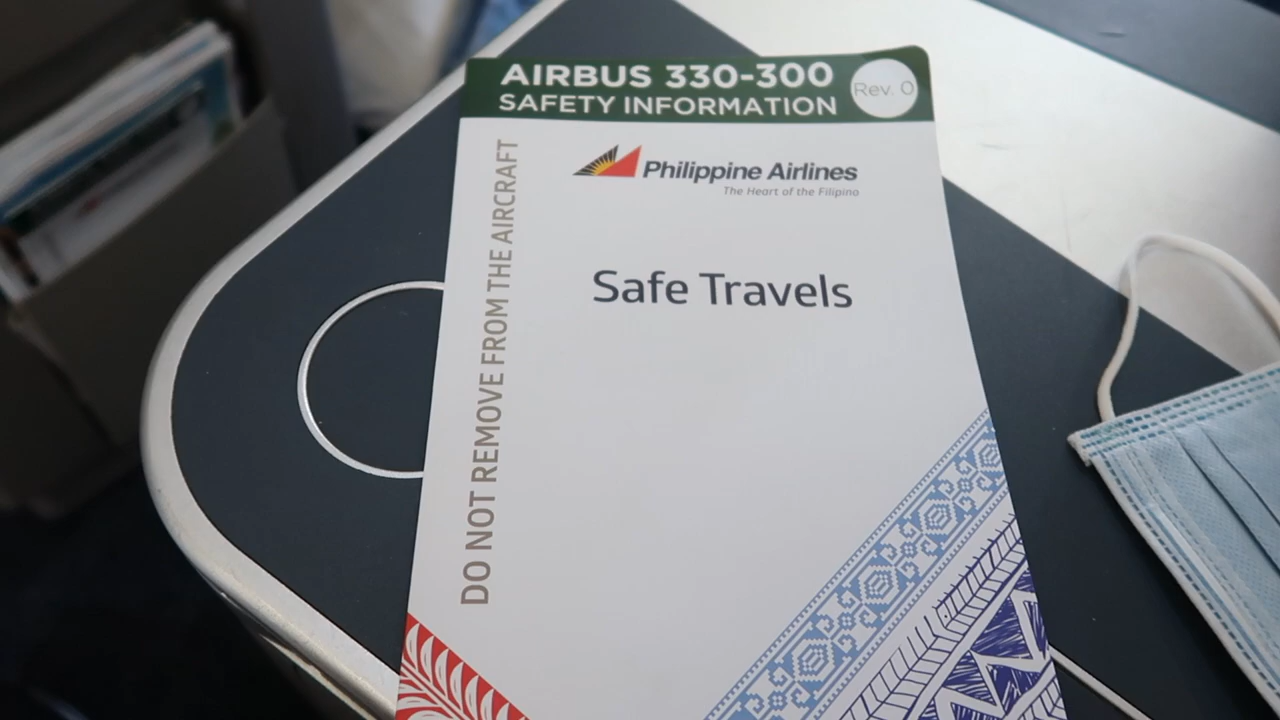 AIRBUS 330-300
SAFETY INFORMATION
Rev. 0
Philippine Airlines
The Heart of the Filipino
Safe Travels
DO NOT REMOVE FROM THE AIRCRAFT